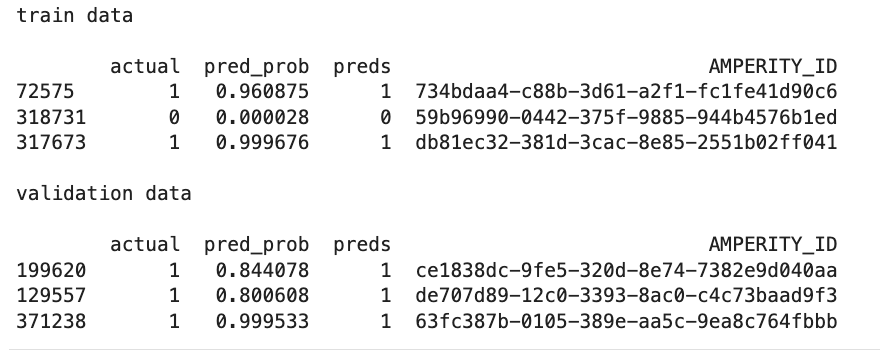 train data
actual pred_prob preds AMPERITY_ID
72575 1 0.960875 1 734bdaa4-c88b-3d61-a2f1-fc1fe41d90c6
318731 0 0.000028 0 59b96990-0442-375f-9885-944b4576b1ed
317673 1 0.999676 1 db81ec32-381d-3cac-8e85-2551b02ff041
validation data
actual pred_prob preds AMPERITY_ID
199620 1 0.844078 1 ce1838dc-9fe5-320d-8e74-7382e9d040aa
129557 1 0.800608 1 de707d89-12c0-3393-8ac0-c4c73baad9f3
371238 1 0.999533 1 63fc387b-0105-389e-aa5c-9ea8c764fbbb